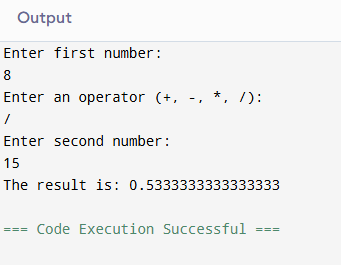 Output
Enter first number:
8
Enter an operator (+, -, *, /):
/
Enter second number:
15
The result is: 0.5333333333333333
=== Code Execution Successful ===